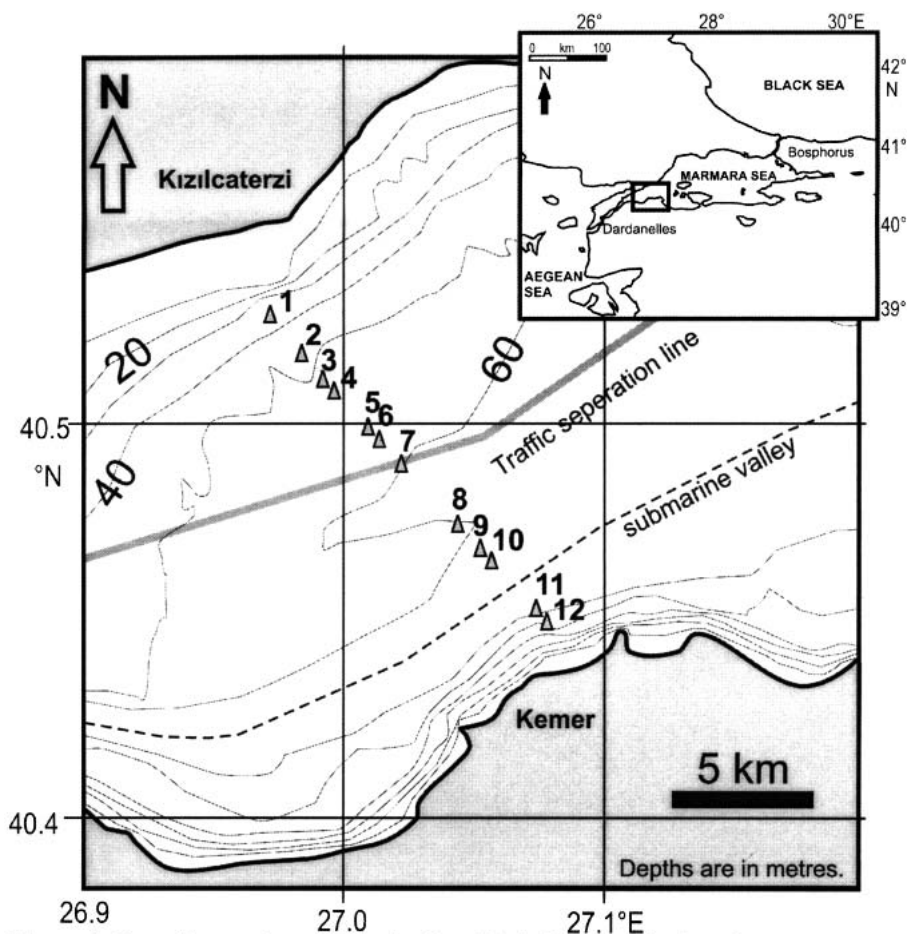 26° 28° 30°E
0 km 100
N
42°
N
BLACK SEA
41°
Bosphorus
MARMARA SEA
40°
Dardanelles
AEGEAN
SEA
39°
N
Kızılcaterzi
1
20
2
3
4
60
5
6
40.5
7
Traffic seperation line
°N
40
submarine valley
8
9
10
11
12
Kemer
5 km
40.4
Depths are in metres.
26.9 27.0 27.1°E